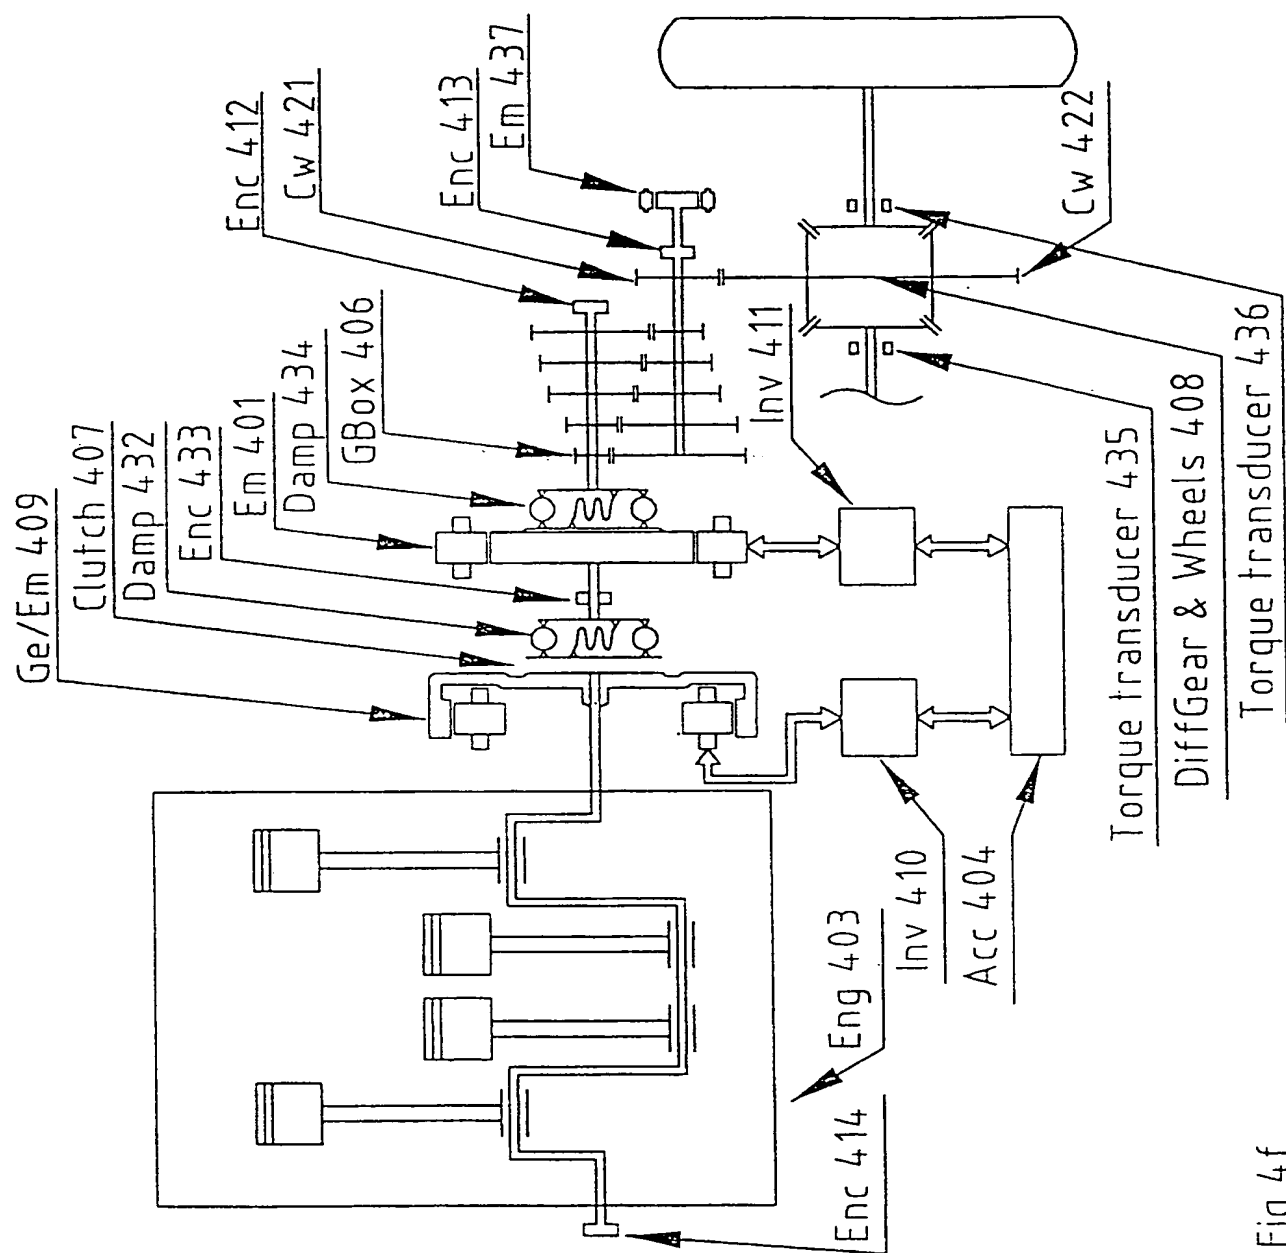 Ge/Em 409
Clutch 407
Damp 432
Enc 433
Em 401
Damp 434
GBox 406
Enc 412
Cw 421
Enc 413
Em 437
Cw 422
Inv 411
Torque transducer 435
DiffGear & Wheels 408
Torque transducer 436
Enc 414
Eng 403
Inv 410
Acc 404
Fig 4f